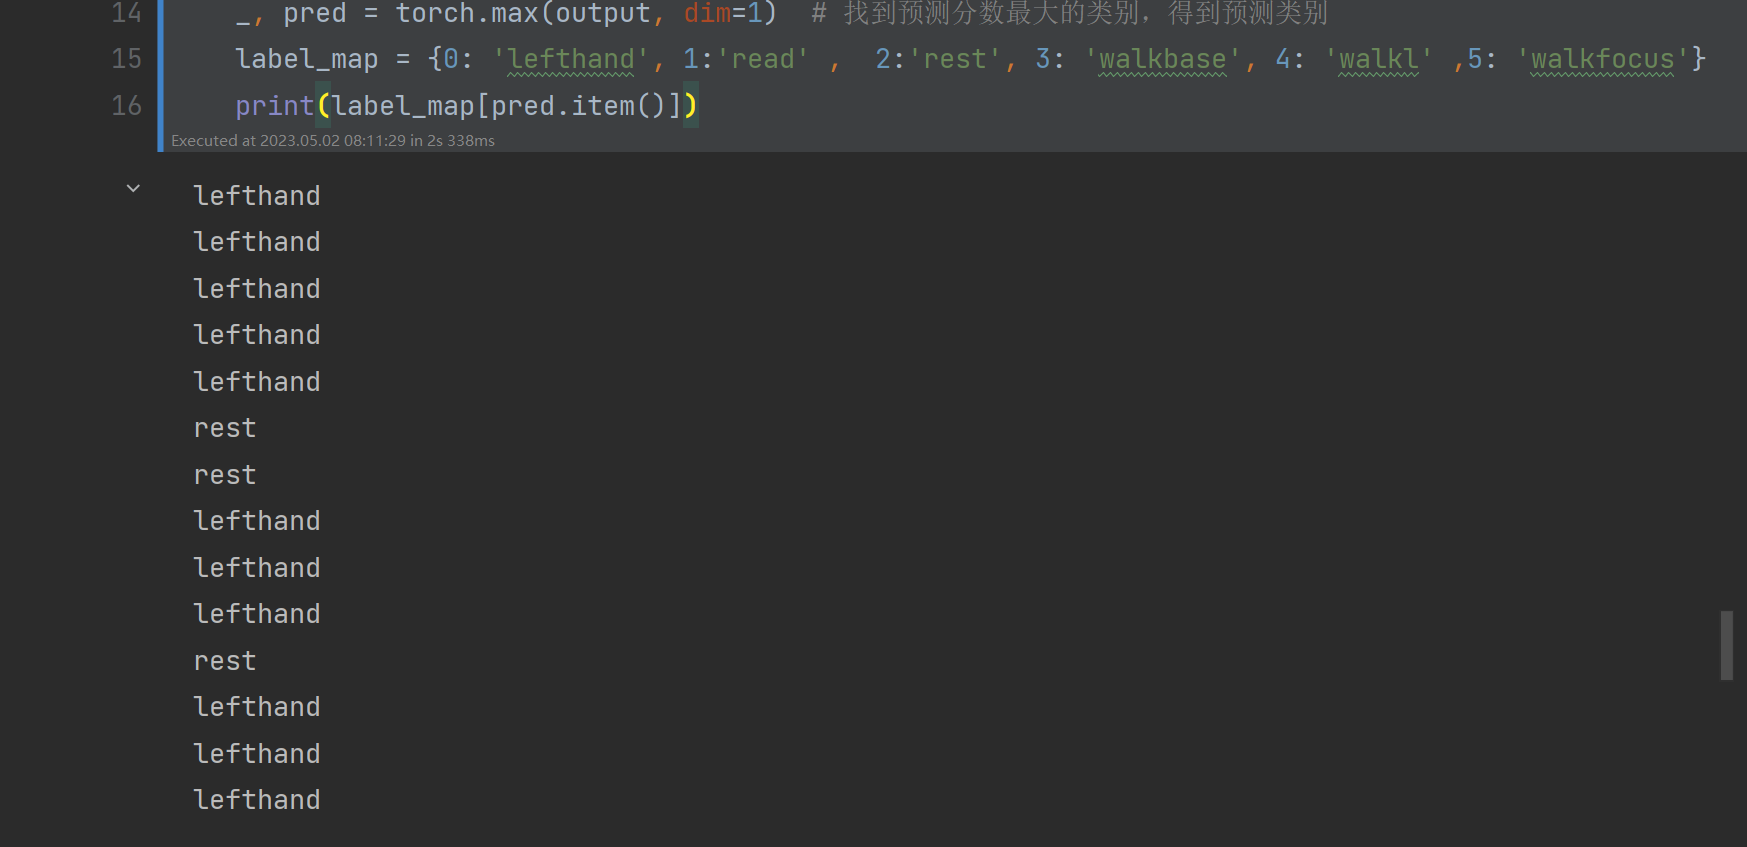 14 _, pred = torch.max(output, dim=1)  # 找到预测分数最大的类别，得到预测类别
15 label_map = {0: 'lefthand', 1:'read' ,  2:'rest', 3: 'walkbase', 4: 'walkl' ,5: 'walkfocus'}
16 print(label_map[pred.item()])
Executed at 2023.05.02 08:11:29 in 2s 338ms
lefthand
lefthand
lefthand
lefthand
lefthand
rest
rest
lefthand
lefthand
lefthand
rest
lefthand
lefthand
lefthand